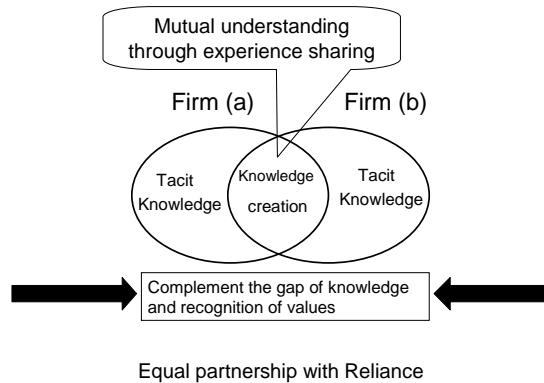 Mutual understanding
through experience sharing
Firm (a)
Firm (b)
Tacit
Knowledge
Knowledge
creation
Tacit
Knowledge
Complement the gap of knowledge
and recognition of values
Equal partnership with Reliance